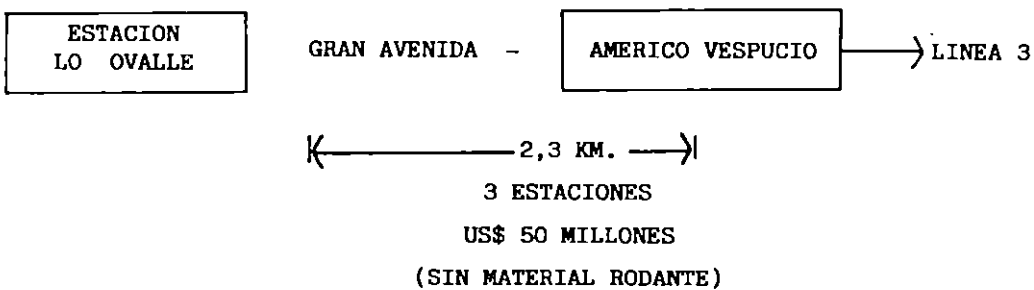 ESTACION
LO OVALLE
GRAN AVENIDA -
AMERICO VESPUCIO
LINEA 3
2,3 KM.
3 ESTACIONES
US$ 50 MILLONES
(SIN MATERIAL RODANTE)